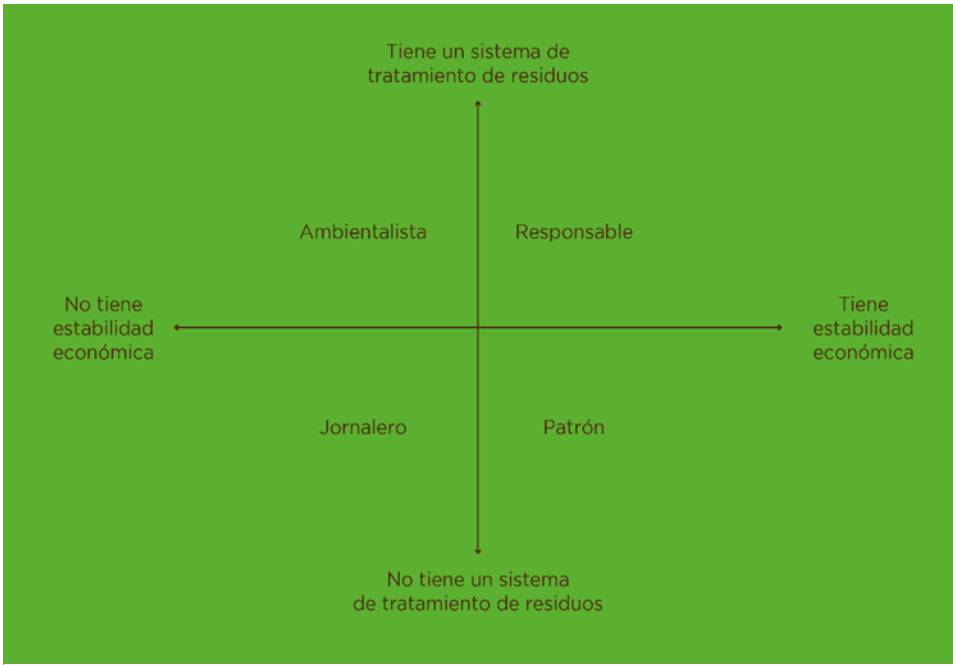 Tiene un sistema de
tratamiento de residuos
Ambientalista
Responsable
No tiene
estabilidad
económica
Tiene
estabilidad
económica
Jornalero
Patrón
No tiene un sistema
de tratamiento de residuos